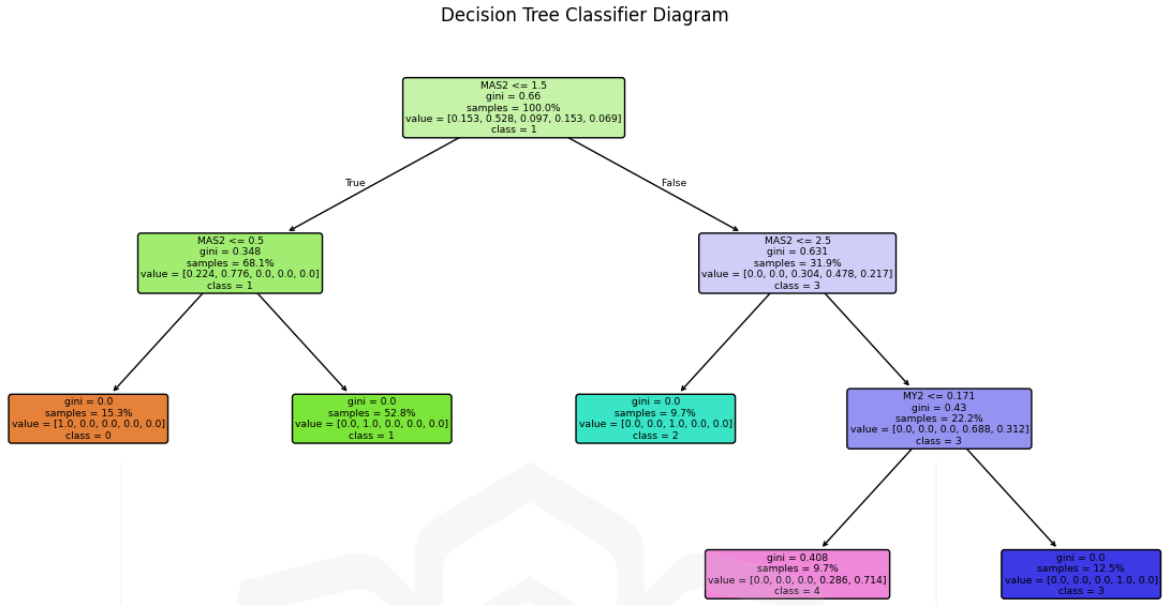 Decision Tree Classifier Diagram
MAS2 <= 1.5
gini = 0.66
samples = 100.0%
value = [0.153, 0.528, 0.097, 0.153, 0.069]
class = 1
True
False
MAS2 <= 0.5
gini = 0.348
samples = 68.1%
value = [0.224, 0.776, 0.0, 0.0, 0.0]
class = 1
MAS2 <= 2.5
gini = 0.631
samples = 31.9%
value = [0.0, 0.0, 0.304, 0.478, 0.217]
class = 3
gini = 0.0
samples = 15.3%
value = [1.0, 0.0, 0.0, 0.0, 0.0]
class = 0
gini = 0.0
samples = 52.8%
value = [0.0, 1.0, 0.0, 0.0, 0.0]
class = 1
gini = 0.0
samples = 9.7%
value = [0.0, 0.0, 1.0, 0.0, 0.0]
class = 2
MY2 <= 0.171
gini = 0.43
samples = 22.2%
value = [0.0, 0.0, 0.0, 0.688, 0.312]
class = 3
gini = 0.408
samples = 9.7%
value = [0.0, 0.0, 0.0, 0.286, 0.714]
class = 4
gini = 0.0
samples = 12.5%
value = [0.0, 0.0, 0.0, 1.0, 0.0]
class = 3